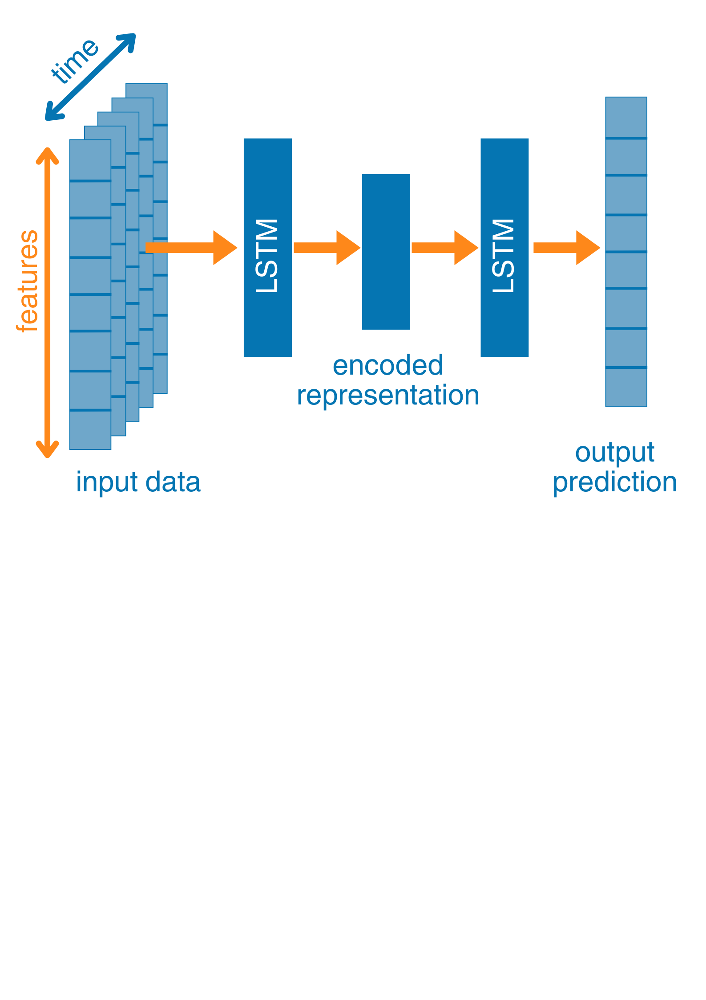 time
features
LSTM
LSTM
encoded
representation
input data
output
prediction